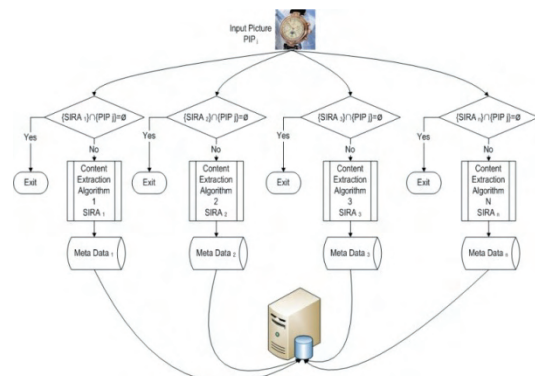 Input Picture
PIP j
{SIRA 1}∩{PIP j}=ø
{SIRA 2}∩{PIP j}=ø
{SIRA 3}∩{PIP j}=ø
{SIRA n}∩{PIP j}=ø
Yes
Yes
Yes
Yes
No
No
No
No
Exit
Content
Extraction
Algorithm
1
SIRA 1
Exit
Content
Extraction
Algorithm
2
SIRA 2
Exit
Content
Extraction
Algorithm
3
SIRA 3
Exit
Content
Extraction
Algorithm
N
SIRA n
Meta Data 1
Meta Data 2
Meta Data 3
Meta Data n